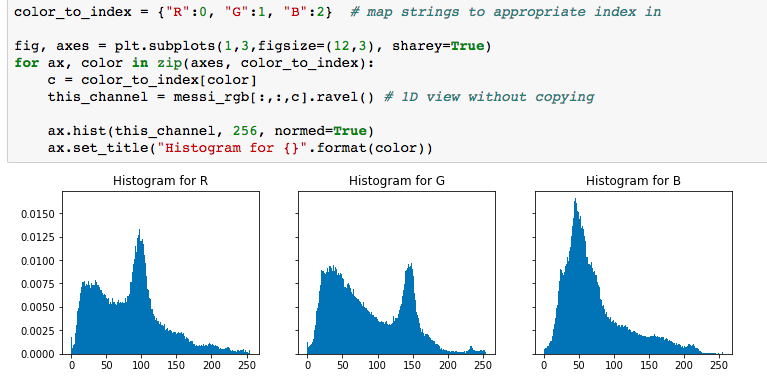 color_to_index = {"R":0, "G":1, "B":2}  # map strings to appropriate index in
fig, axes = plt.subplots(1,3,figsize=(12,3), sharey=True)
for ax, color in zip(axes, color_to_index):
    c = color_to_index[color]
    this_channel = messi_rgb[:,:,c].ravel() # 1D view without copying
    ax.hist(this_channel, 256, normed=True)
    ax.set_title("Histogram for {}".format(color))
Histogram for R
0.0150
0.0125
0.0100
0.0075
0.0050
0.0025
0.0000
0 50 100 150 200 250
Histogram for G
0 50 100 150 200 250
Histogram for B
0 50 100 150 200 250